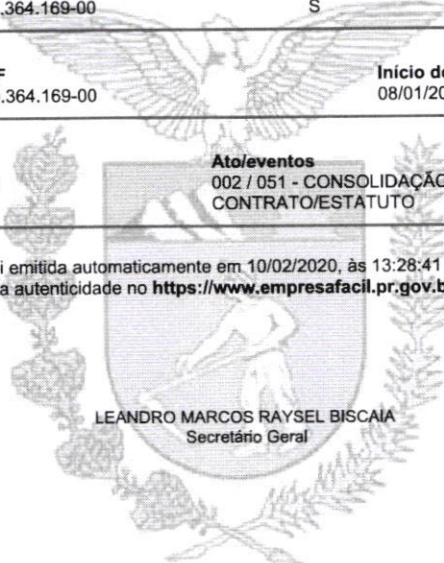 .364.169-00 S
F Início d
.364.169-00 08/01/20
Ato/eventos
002 / 051 - CONSOLIDAÇÃO
CONTRATO/ESTATUTO
i emitida automaticamente em 10/02/2020, às 13:28:41
a autenticidade no https://www.empresafacil.pr.gov.b
LEANDRO MARCOS RAYSEL BISCAIA
Secretário Geral